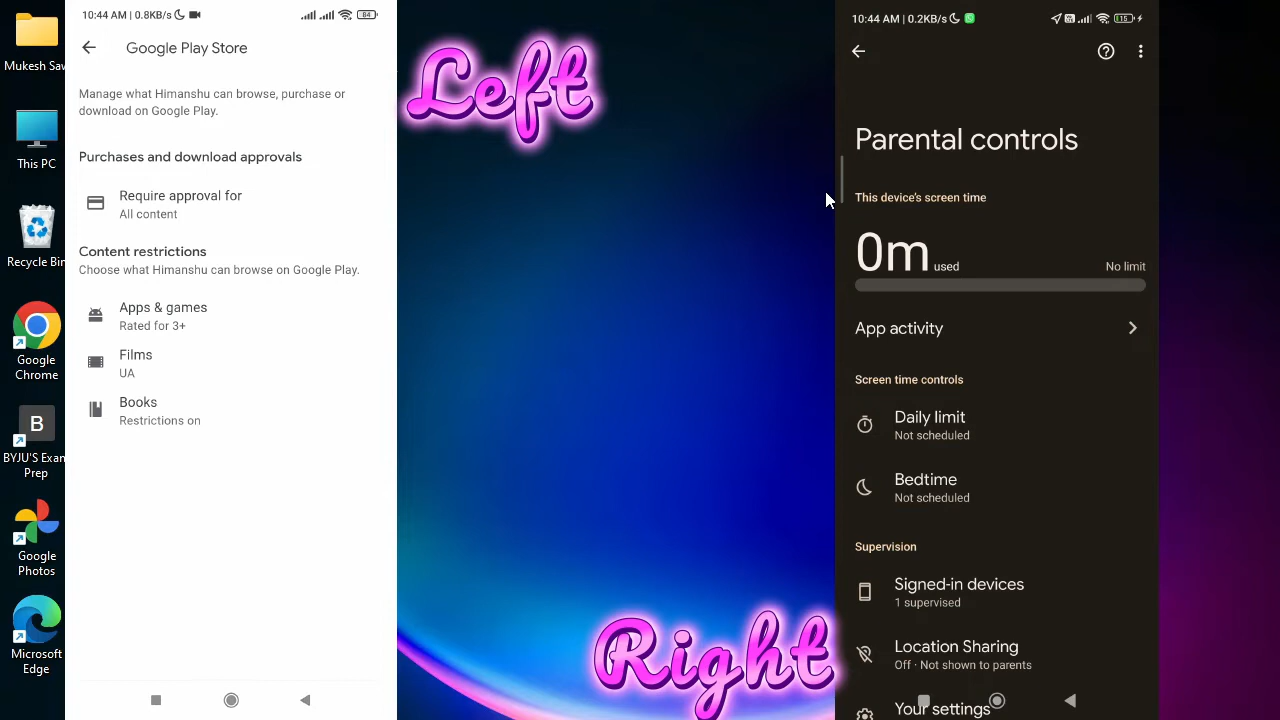 Mukesh Saw
This PC
Recycle Bin
Google
Chrome
BYJU'S Exam
Prep
Google
Photos
Microsoft
Edge
10:44 AM | 0.8KB/s
84
Google Play Store
Manage what Himanshu can browse, purchase or
download on Google Play.
Purchases and download approvals
Require approval for
All content
Content restrictions
Choose what Himanshu can browse on Google Play.
Apps & games
Rated for 3+
Films
UA
Books
Restrictions on
Left
Right
10:44 AM | 0.2KB/s
15
Parental controls
This device's screen time
0m used
No limit
App activity
Screen time controls
Daily limit
Not scheduled
Bedtime
Not scheduled
Supervision
Signed-in devices
1 supervised
Location Sharing
Off · Not shown to parents
Your settings